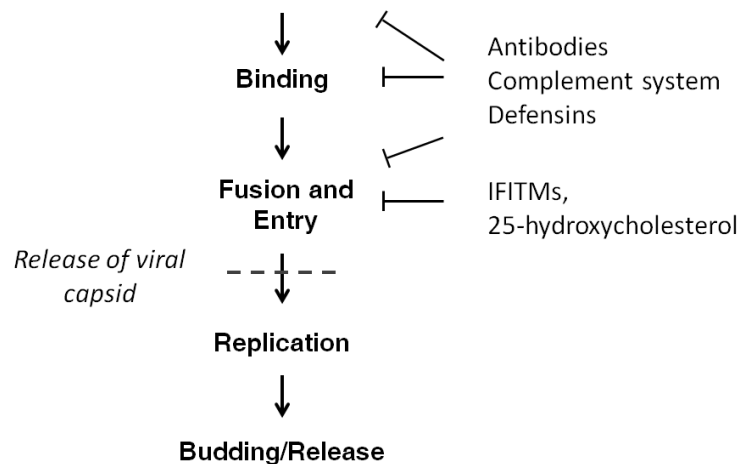 Antibodies
Binding
Complement system
Defensins
Fusion and
Entry
IFITMs,
25-hydroxycholesterol
Release of viral
capsid
Replication
Budding/Release